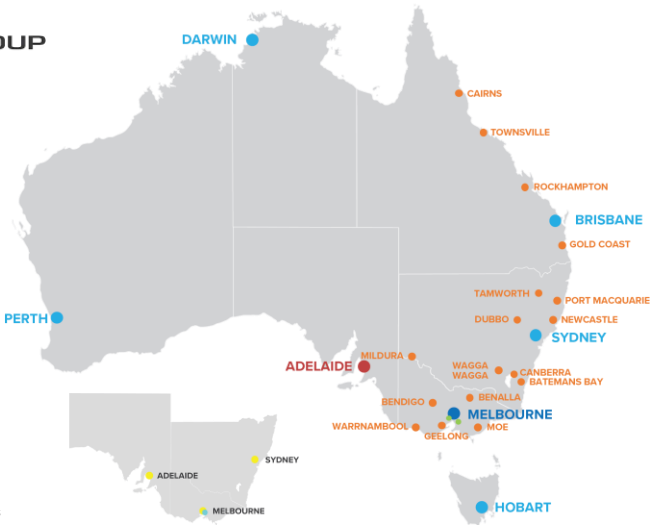 OUP
DARWIN
CAIRNS
TOWNSVILLE
ROCKHAMPTON
BRISBANE
GOLD COAST
TAMWORTH
PORT MACQUARIE
PERTH
DUBBO
NEWCASTLE
SYDNEY
MILDURA
ADELAIDE
WAGGA
WAGGA
CANBERRA
BATEMANS BAY
BENDIGO
BENALLA
MELBOURNE
WARRNAMBOOL
GEELONG
MOE
SYDNEY
ADELAIDE
MELBOURNE
HOBART